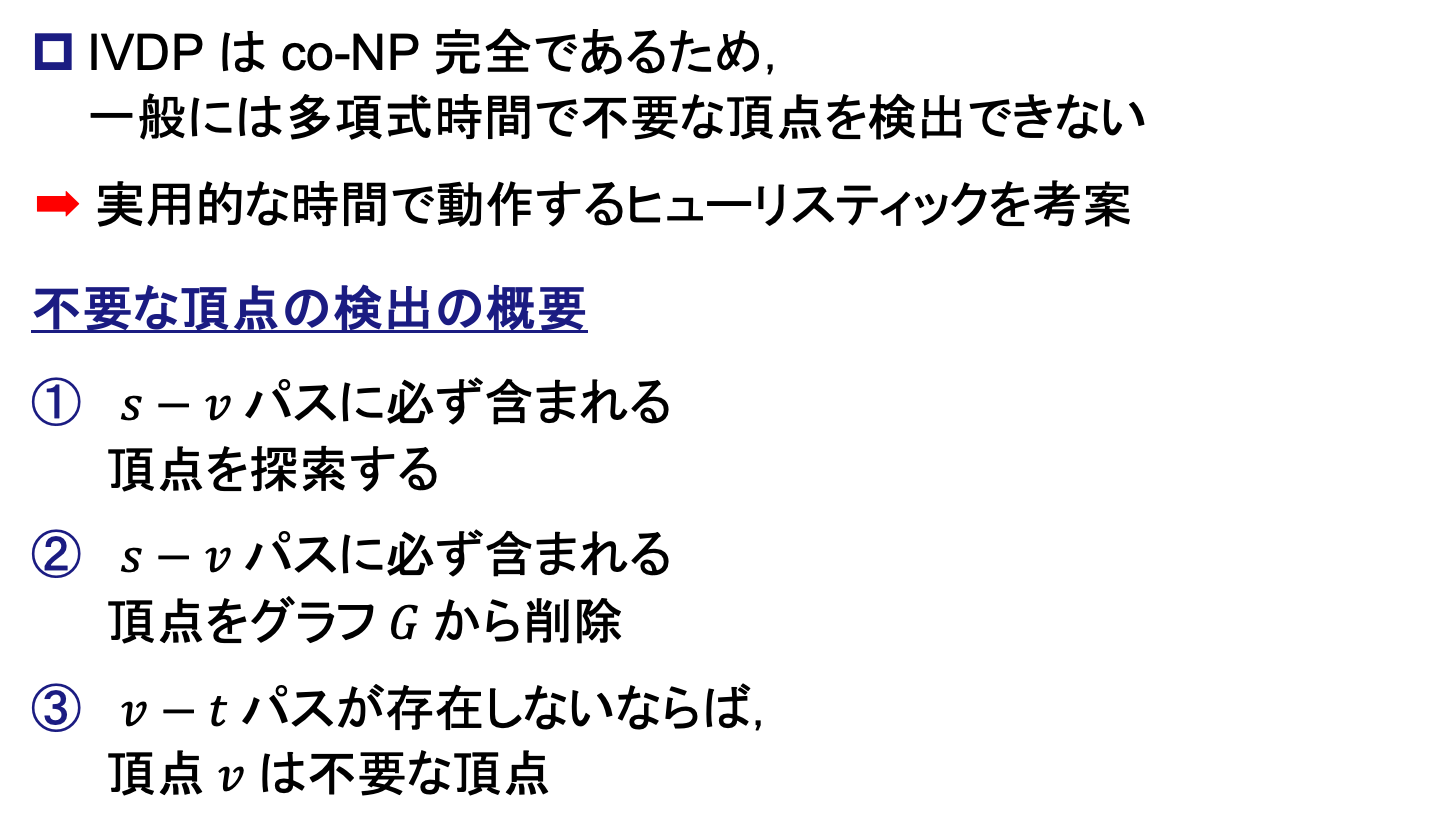 IVDP は co-NP 完全であるため,
一般には多項式時間で不要な頂点を検出できない
➡ 実用的な時間で動作するヒューリスティックを考案
不要な頂点の検出の概要
① s − v パスに必ず含まれる
頂点を探索する
② s − v パスに必ず含まれる
頂点をグラフ G から削除
③ v − t パスが存在しないならば,
頂点 v は不要な頂点